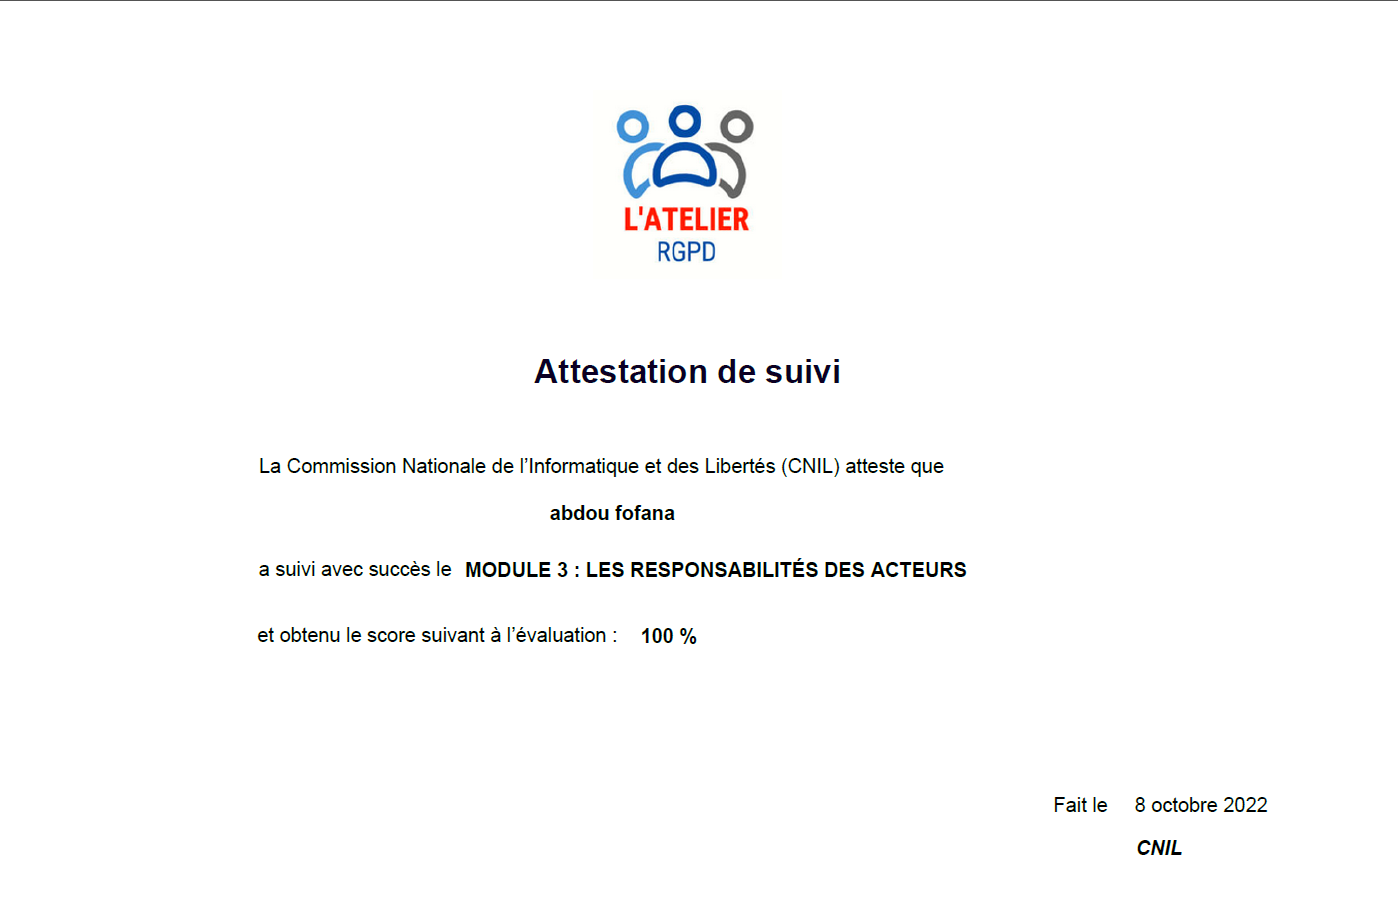 L'ATELIER
RGPD
Attestation de suivi
La Commission Nationale de l’Informatique et des Libertés (CNIL) atteste que
abdou fofana
a suivi avec succès le MODULE 3 : LES RESPONSABILITÉS DES ACTEURS
et obtenu le score suivant à l’évaluation : 100 %
Fait le 8 octobre 2022
CNIL